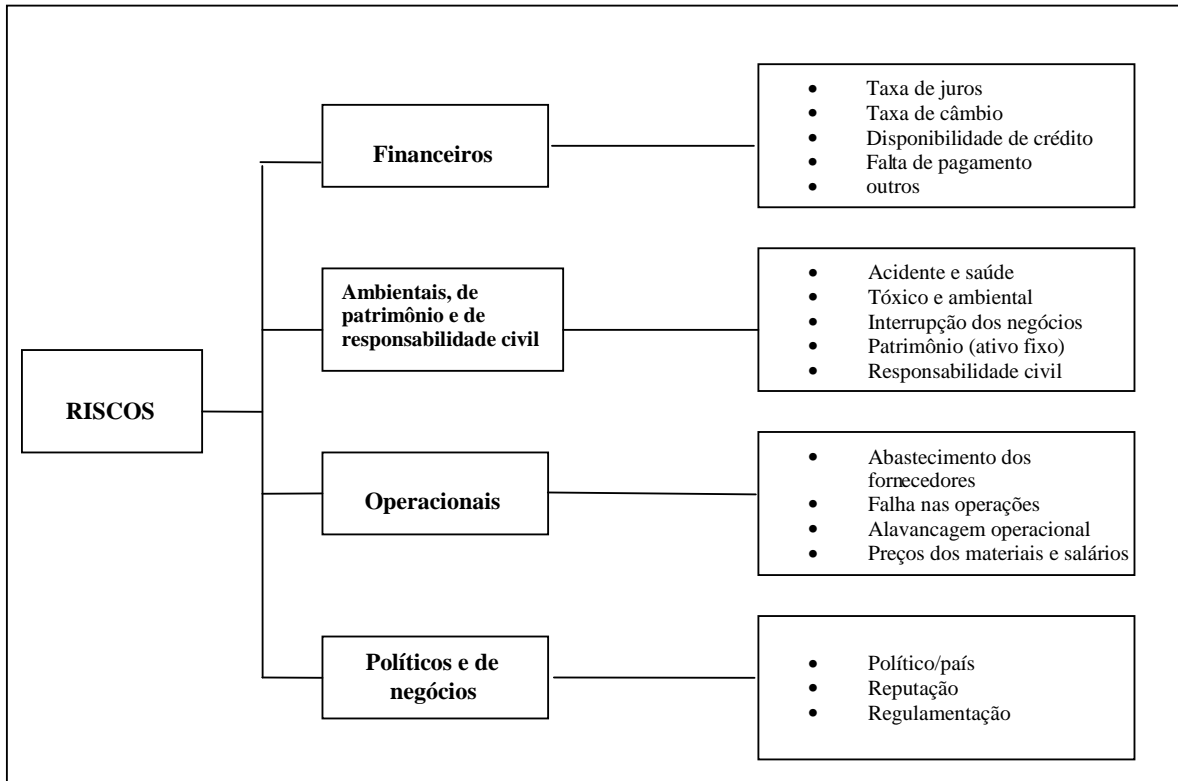 RISCOS
Financeiros
• Taxa de juros
• Taxa de câmbio
• Disponibilidade de crédito
• Falta de pagamento
• outros
Ambientais, de
patrimônio e de
responsabilidade civil
• Acidente e saúde
• Tóxico e ambiental
• Interrupção dos negócios
• Patrimônio (ativo fixo)
• Responsabilidade civil
Operacionais
• Abastecimento dos
fornecedores
• Falha nas operações
• Alavancagem operacional
• Preços dos materiais e salários
Políticos e de
negócios
• Político/país
• Reputação
• Regulamentação